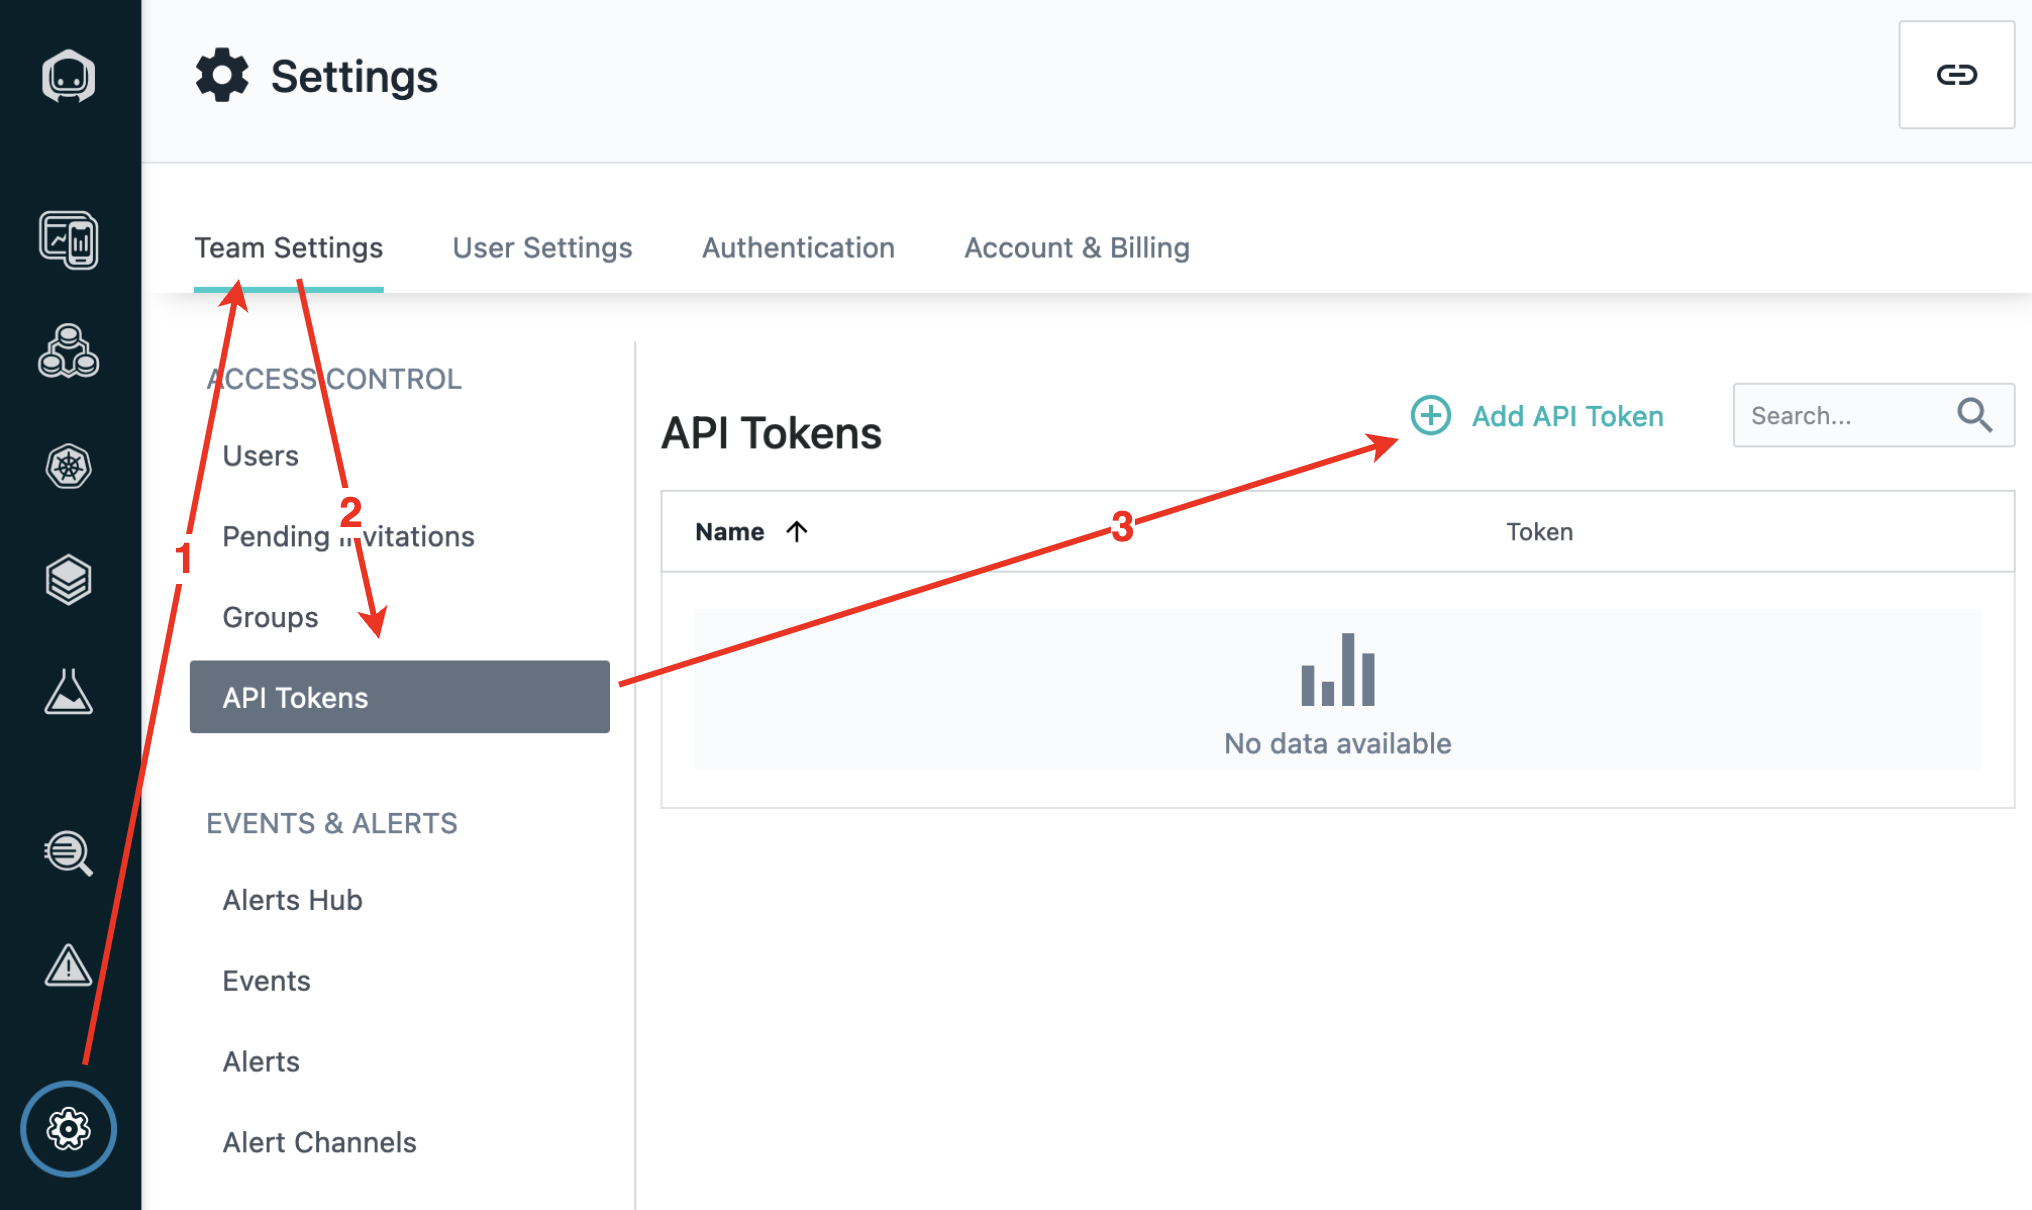 Settings
Team Settings
User Settings
Authentication
Account & Billing
ACCESS CONTROL
Users
Pending Invitations
Groups
API Tokens
EVENTS & ALERTS
Alerts Hub
Events
Alerts
Alert Channels
API Tokens
Add API Token
Search...
Name
Token
No data available
1
2
3